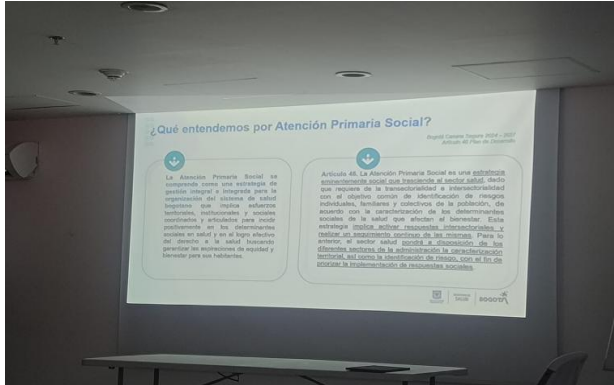 ¿Qué entendemos por Atención Primaria Social?
Bogotá Camina Segura 2024 – 2027
Artículo 48 Plan de Desarrollo
La Atención Primaria Social se
comprende como una estrategia de
gestión integral e integrada para la
organización del sistema de salud
bogotano que implica esfuerzos
territoriales, institucionales y sociales
coordinados y articulados para incidir
positivamente en los determinantes
sociales en salud y en el logro efectivo
del derecho a la salud buscando
garantizar las expresiones de equidad y
bienestar para sus habitantes.
Artículo 48. La Atención Primaria Social es una estrategia
eminentemente social que trasciende el sector salud, dado
que requiere de la transectorialidad e intersectorialidad
con el objetivo común de identificación de riesgos
individuales, familiares y colectivos de la población, de
acuerdo con la caracterización de los determinantes
sociales de la salud que afectan el bienestar. Esta
estrategia implica activar respuestas intersectoriales y
realizar un seguimiento continuo de las mismas. Para lo
anterior, el sector salud pondrá a disposición de los
diferentes sectores de la administración la caracterización
territorial, así como la identificación de riesgo, con el fin de
priorizar la implementación de respuestas sociales.
SALUD
BOGOTÁ